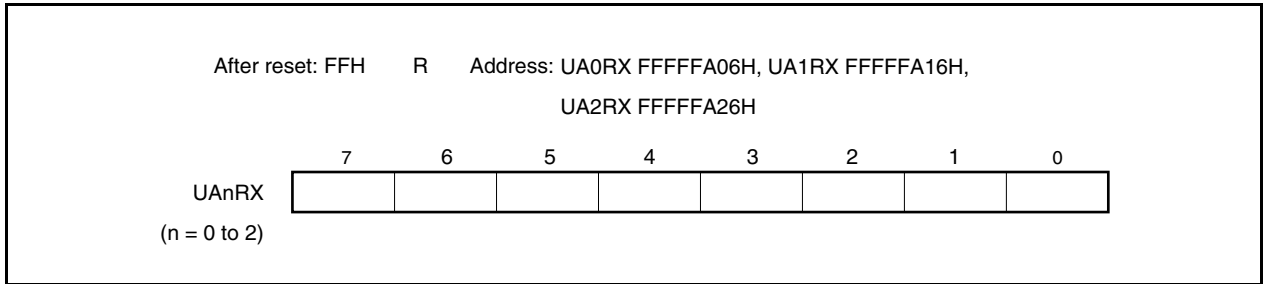 After reset: FFH R Address: UA0RX FFFFFA06H, UA1RX FFFFFA16H,
UA2RX FFFFFA26H
7 6 5 4 3 2 1 0
UAnRX
(n = 0 to 2)